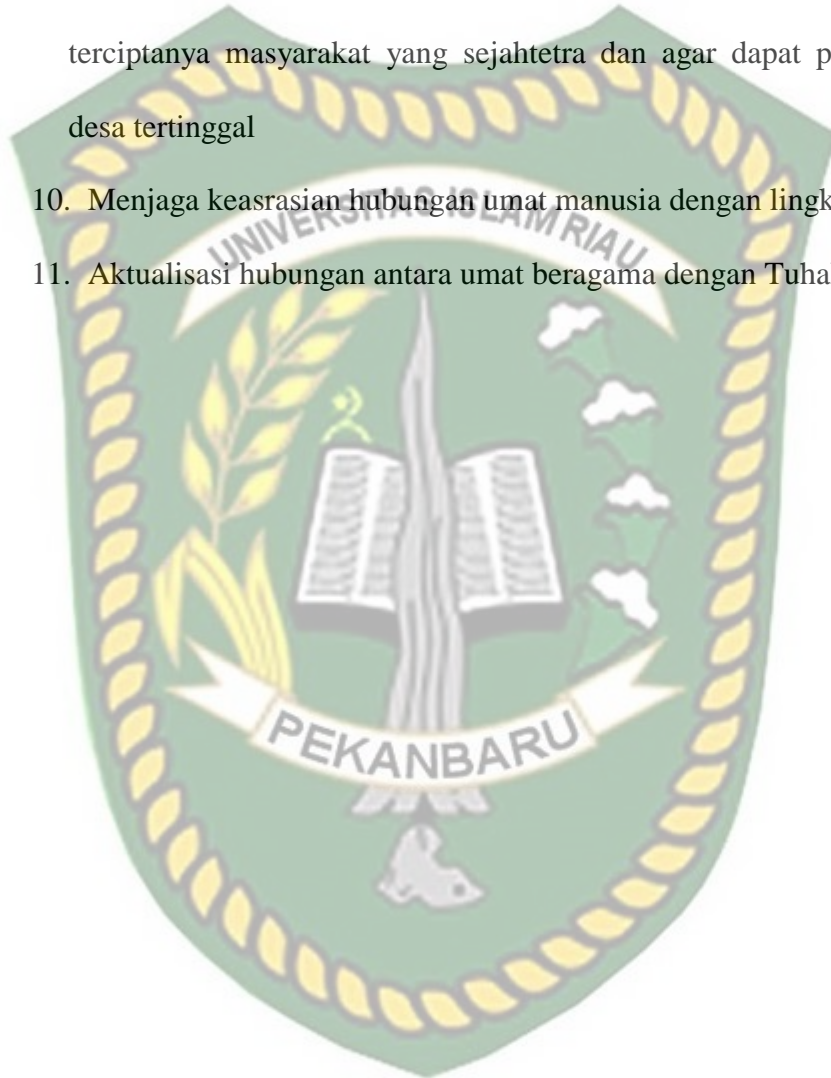 terciptanya masyarakat yang sejahtetra dan agar dapat p
desa tertinggal
10. Menjaga keasrasian hubungan umat manusia dengan lingk
UNIVERSITAS ISLAM RIAU
11. Aktualisasi hubungan antara umat beragama dengan Tuha
PEKANBARU